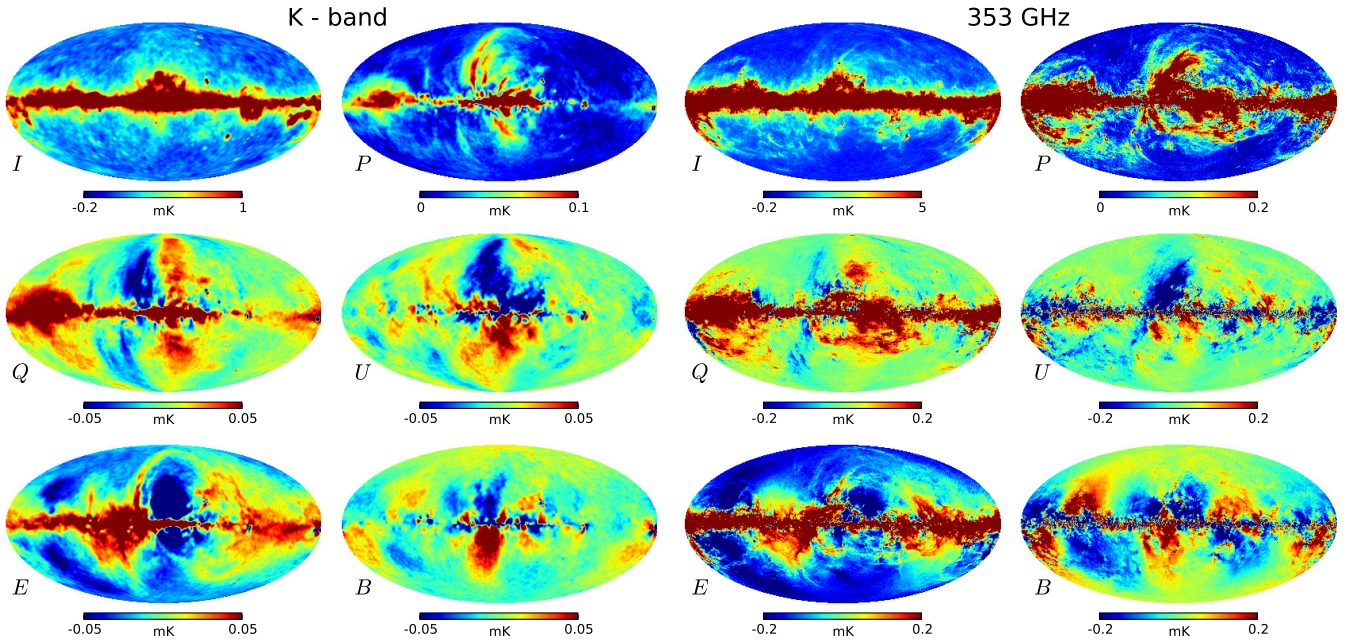 K - band 353 GHz
I P I P
-0.2 mK 1 0 mK 0.1 -0.2 mK 5 0 mK 0.2
Q U Q U
-0.05 mK 0.05 -0.05 mK 0.05 -0.2 mK 0.2 -0.2 mK 0.2
E B E B
-0.05 mK 0.05 -0.05 mK 0.05 -0.2 mK 0.2 -0.2 mK 0.2